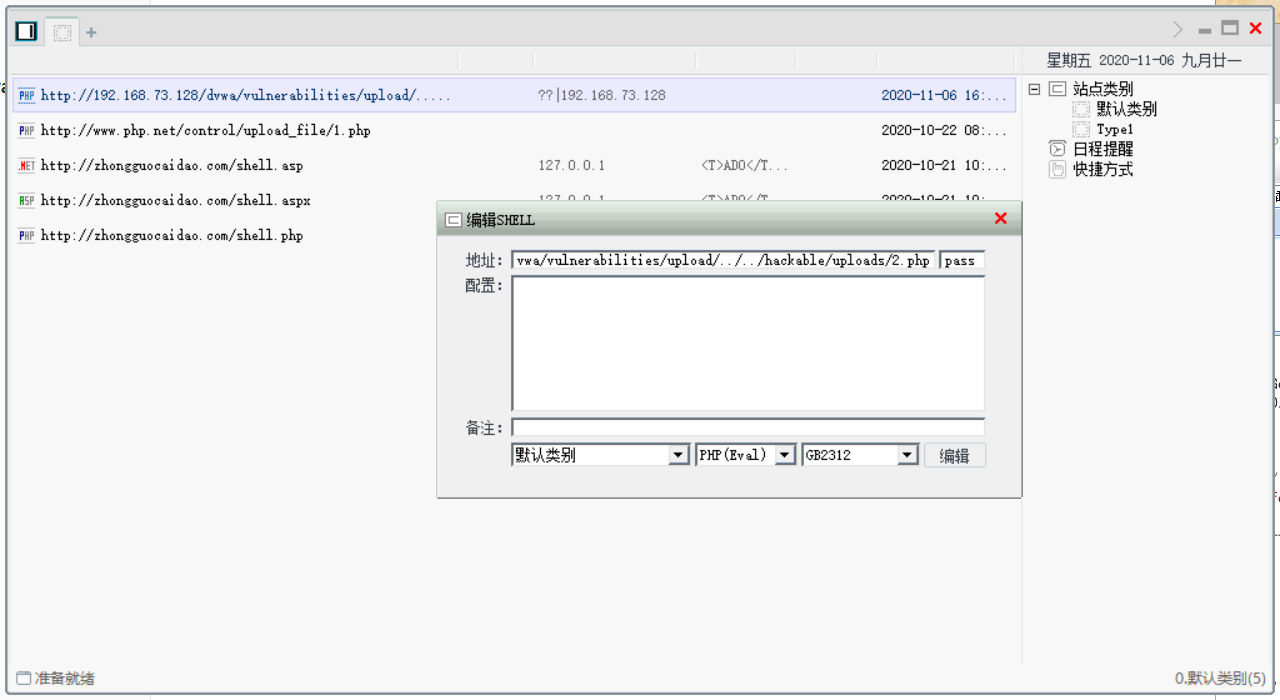 星期五 2020-11-06 九月廿一
PHP http://192.168.73.128/dvwa/vulnerabilities/upload/..... ??|192.168.73.128 2020-11-06 16:...
PHP http://www.php.net/control/upload_file/1.php 2020-10-22 08:...
.NET http://zhongguocaidao.com/shell.asp 127.0.0.1 <T>ADO</T... 2020-10-21 10:...
ASP http://zhongguocaidao.com/shell.aspx 127.0.0.1 <T>ADO</T... 2020-10-21 10:...
PHP http://zhongguocaidao.com/shell.php
编辑SHELL
地址: vwa/vulnerabilities/upload/../../hackable/uploads/2.php pass
配置:
备注:
默认类别 PHP(Eval) GB2312 编辑
站点类别
默认类别
Type1
日程提醒
快捷方式
准备就绪 0.默认类别(5)